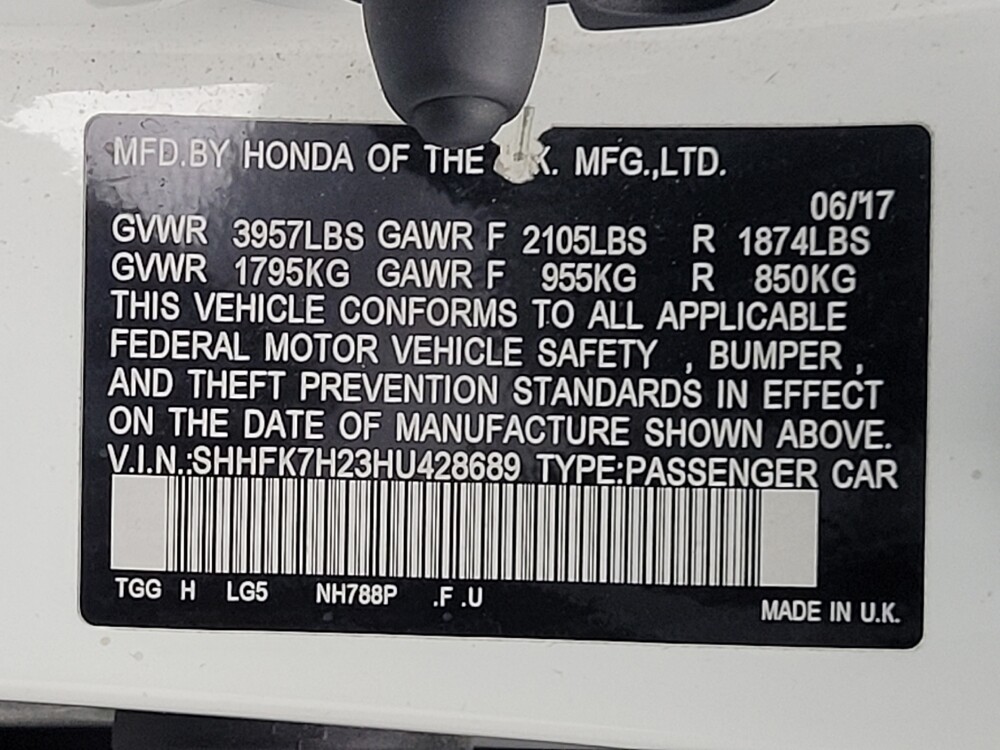 MFD.BY HONDA OF THE K. MFG.,LTD.
06/'17
GVWR 3957LBS GAWR F 2105LBS R 1874LBS
GVWR 1795KG GAWR F 955KG R 850KG
THIS VEHICLE CONFORMS TO ALL APPLICABLE
FEDERAL MOTOR VEHICLE SAFETY , BUMPER ,
AND THEFT PREVENTION STANDARDS IN EFFECT
ON THE DATE OF MANUFACTURE SHOWN ABOVE.
V.I.N.:SHHFK7H23HU428689 TYPE:PASSENGER CAR
TGG H LG5 NH788P .F .U
MADE IN U.K.